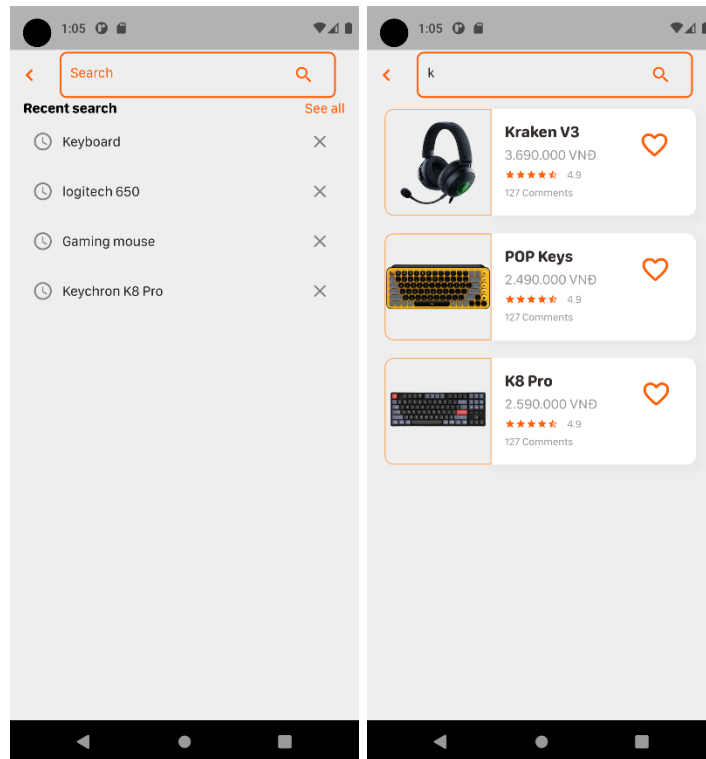 1:05
Search
Recent search See all
Keyboard
logitech 650
Gaming mouse
Keychron K8 Pro
1:05
k
Kraken V3
3.690.000 VNĐ
4.9
127 Comments
POP Keys
2.490.000 VNĐ
4.9
127 Comments
K8 Pro
2.590.000 VNĐ
4.9
127 Comments